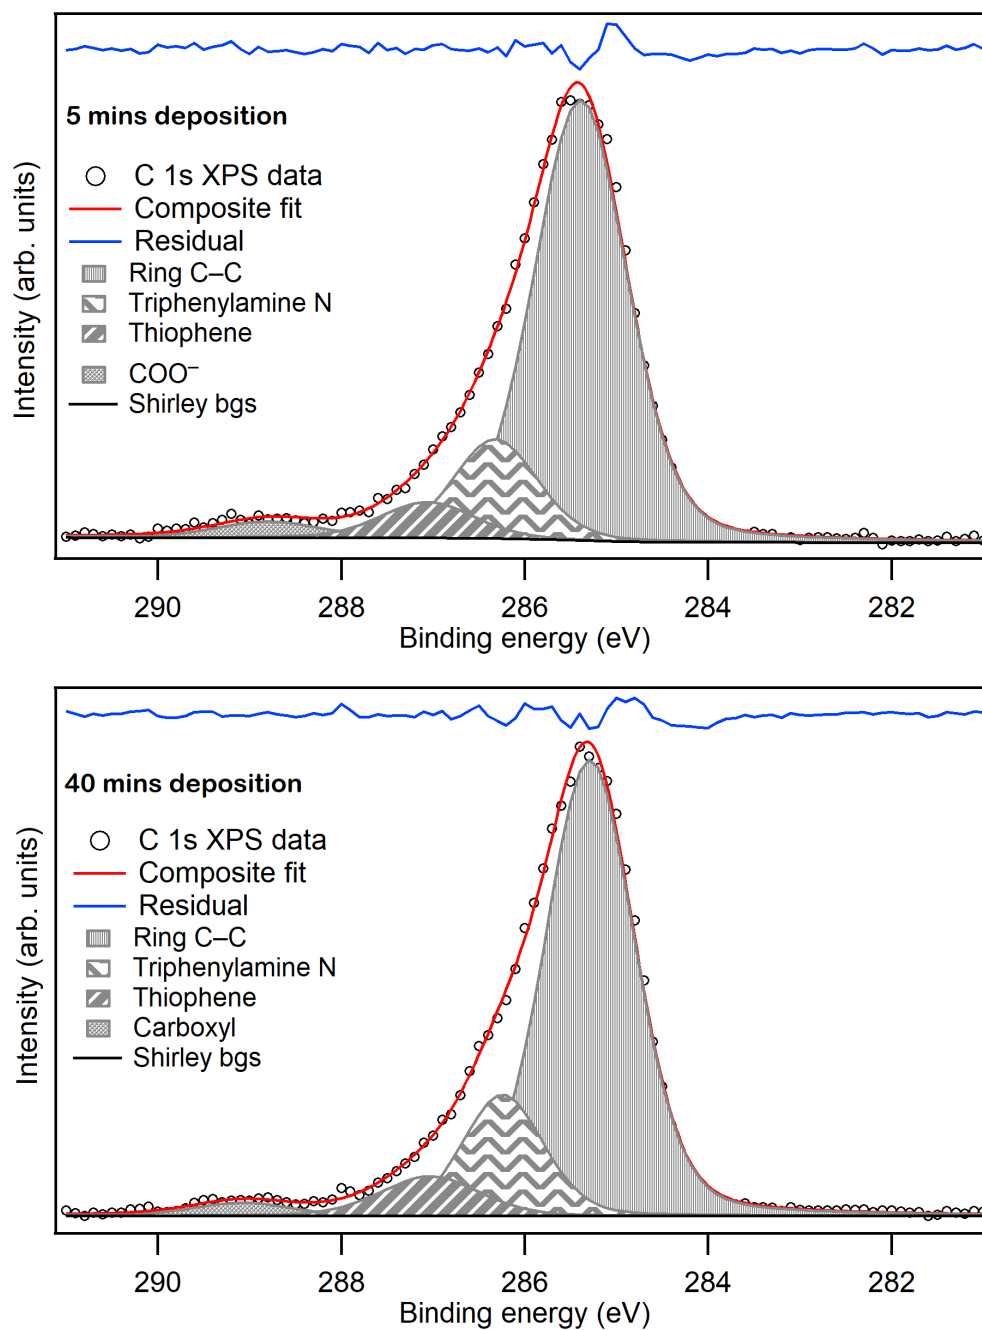 5 mins deposition
C 1s XPS data
Composite fit
Residual
Ring C–C
Triphenylamine N
Thiophene
COO⁻
Shirley bgs
Intensity (arb. units)
290 288 286 284 282
Binding energy (eV)
40 mins deposition
C 1s XPS data
Composite fit
Residual
Ring C–C
Triphenylamine N
Thiophene
Carboxyl
Shirley bgs
Intensity (arb. units)
290 288 286 284 282
Binding energy (eV)